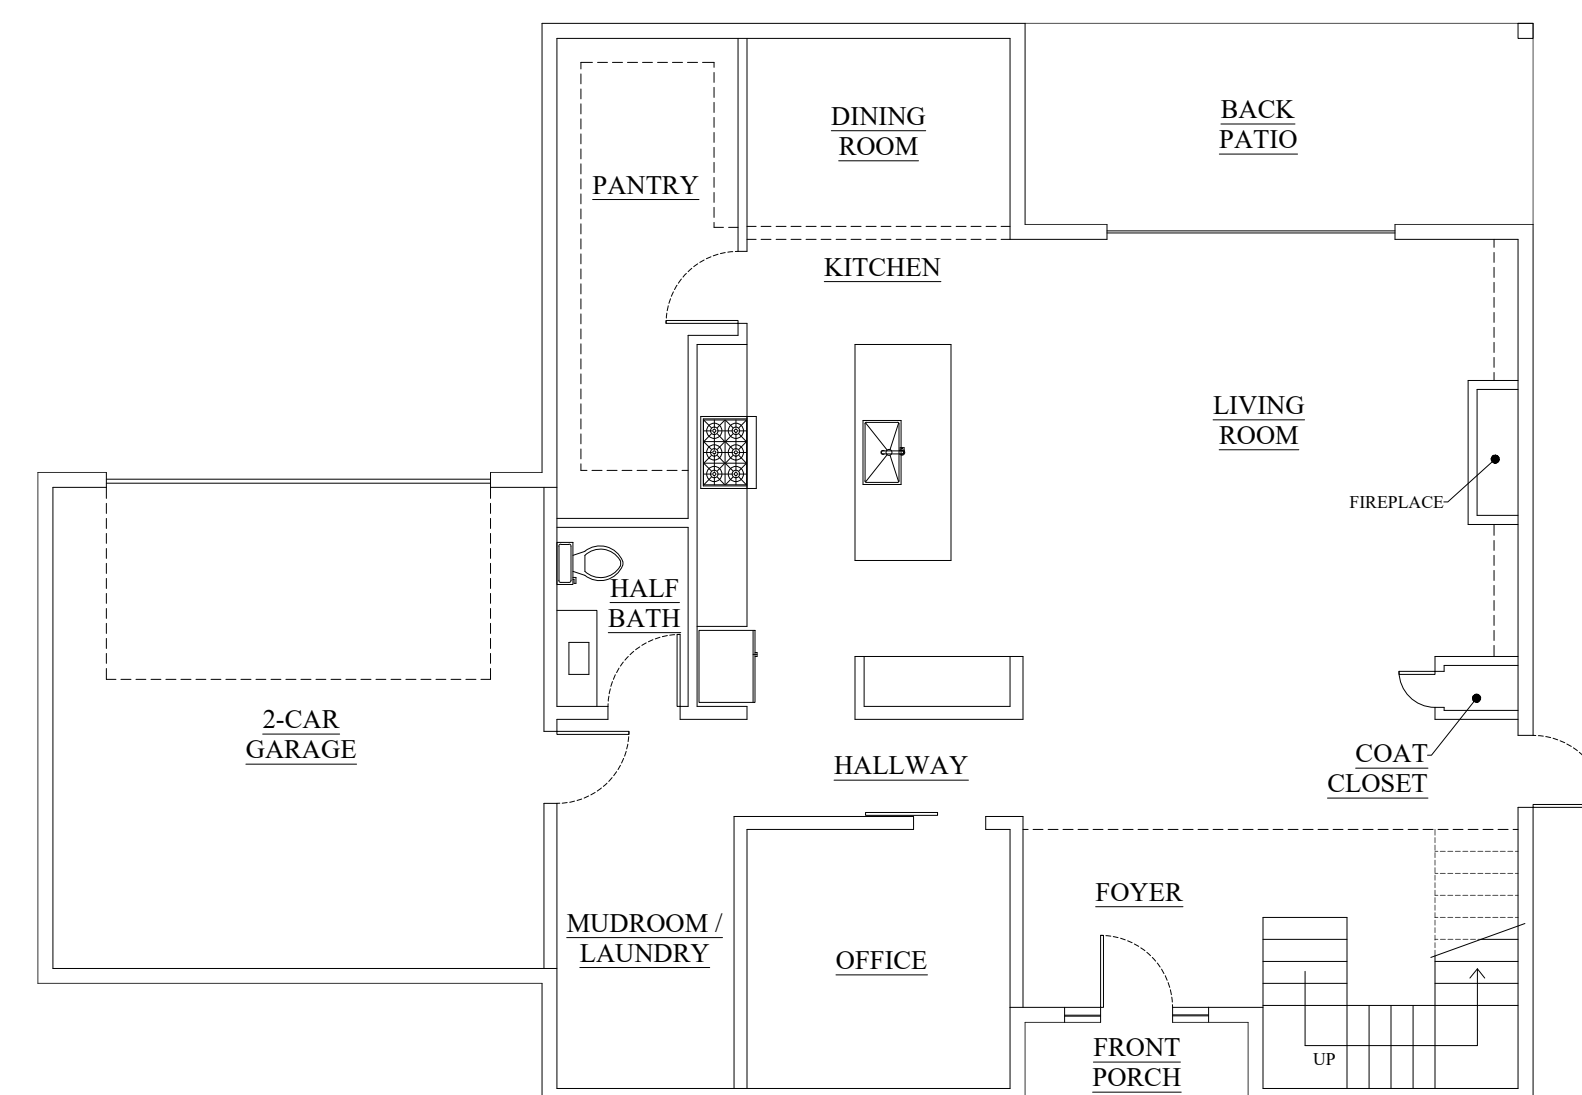 DINING
ROOM
BACK
PATIO
PANTRY
KITCHEN
LIVING
ROOM
FIREPLACE
HALF
BATH
2-CAR
GARAGE
HALLWAY
COAT
CLOSET
FOYER
MUDROOM /
LAUNDRY
OFFICE
FRONT
PORCH
UP